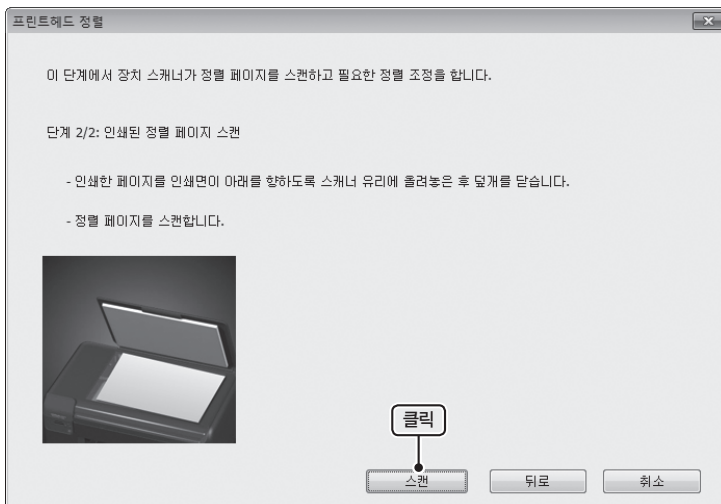 프린트헤드 정렬
이 단계에서 장치 스캐너가 정렬 페이지를 스캔하고 필요한 정렬 조정을 합니다.
단계 2/2: 인쇄된 정렬 페이지 스캔
- 인쇄한 페이지를 인쇄면이 아래를 향하도록 스캐너 유리에 올려놓은 후 덮개를 닫습니다.
- 정렬 페이지를 스캔합니다.
클릭
스캔 뒤로 취소